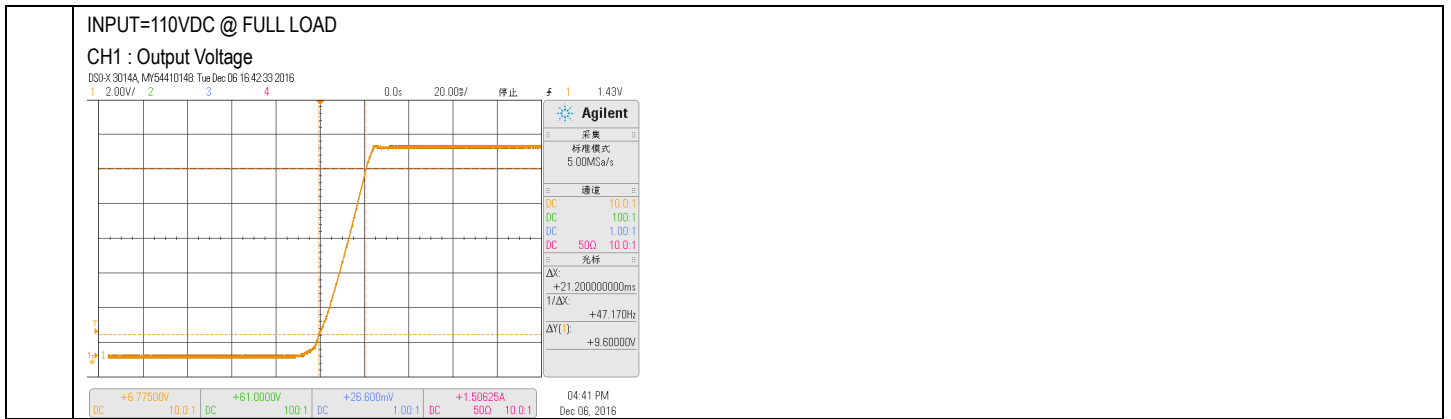 INPUT=110VDC @ FULL LOAD
CH1 : Output Voltage
DSO-X 3014A, MY54410148: Tue Dec 06 16:42:33 2016
1 2.00V/ 2 3 4 0.0s 20.00ms/ 停止 1 1.43V
Agilent
采集
标准模式
5.00MSa/s
通道
DC 10.0:1
DC 100:1
DC 1.00:1
DC 50Ω 10.0:1
光标
ΔX:
+21.200000000ms
1/ΔX:
+47.170Hz
ΔY(1):
+9.60000V
T
1
+6.77500V +61.0000V +26.600mV +1.50625A
DC 10.0:1 DC 100:1 DC 1.00:1 DC 50Ω 10.0:1
04:41 PM
Dec 06, 2016